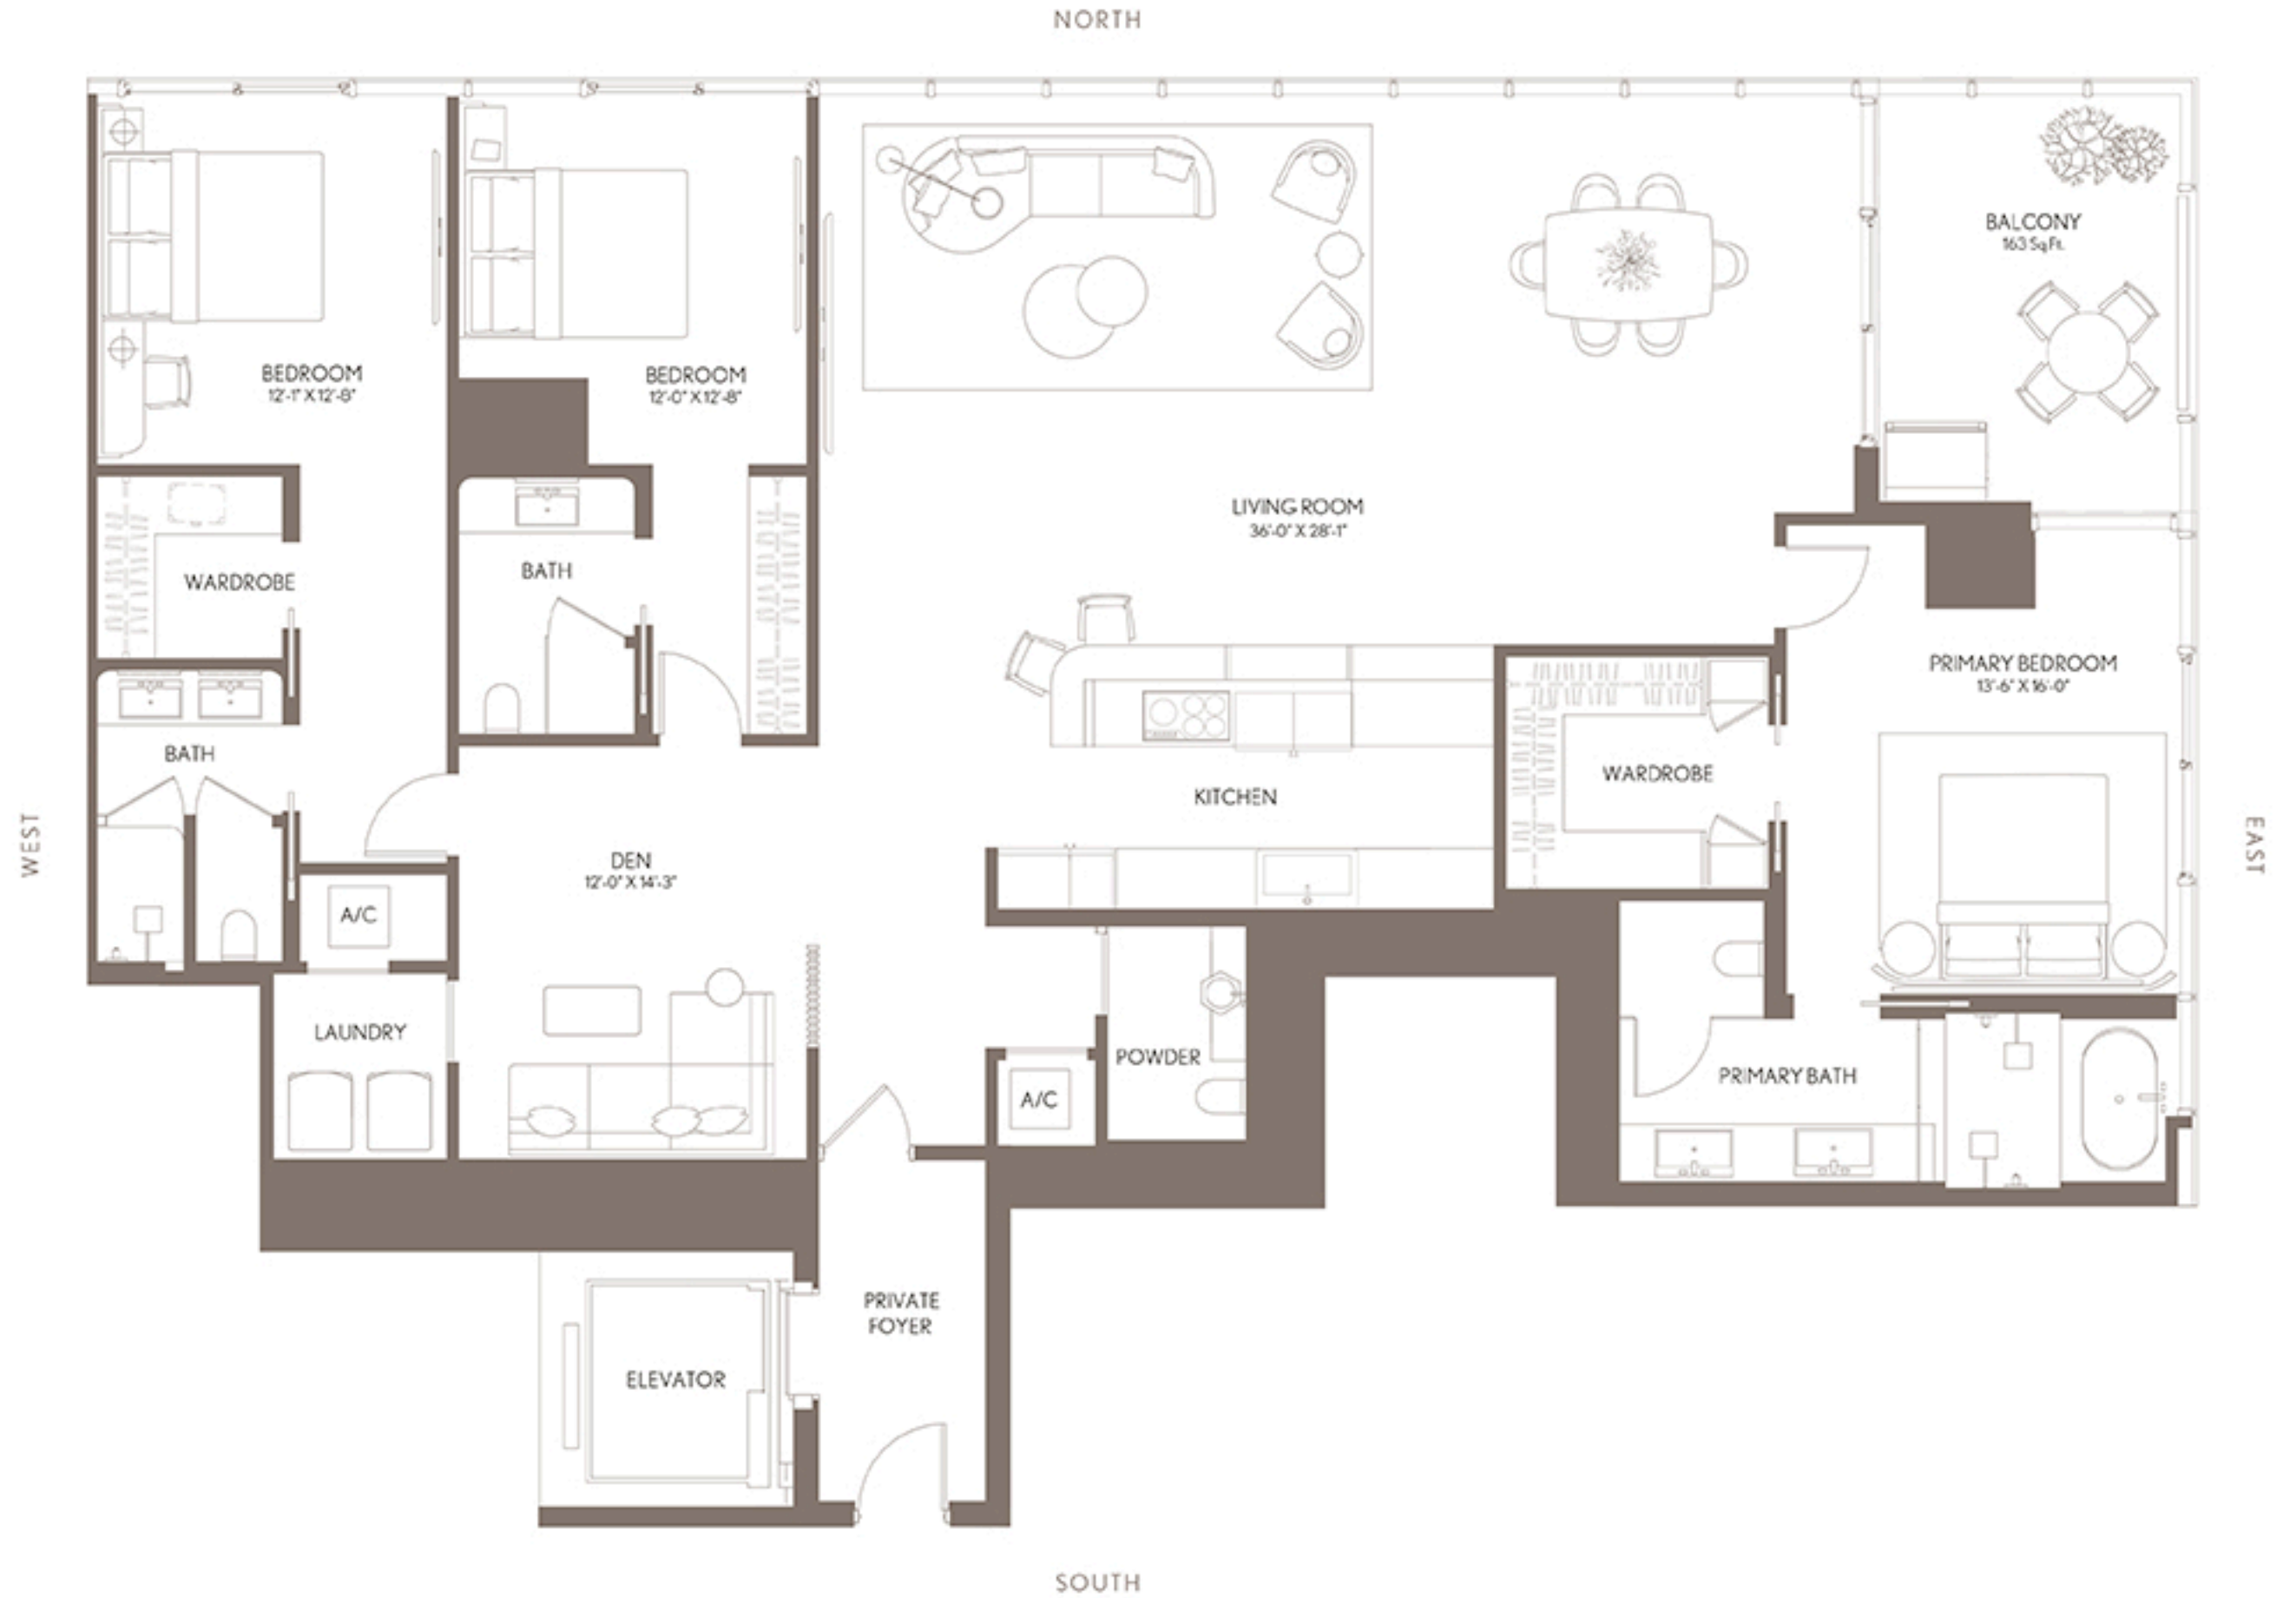 NORTH
BALCONY
163 Sq.Ft.
BEDROOM
12'-1" X 12'-8"
BEDROOM
12'-0" X 12'-8"
LIVING ROOM
36'-0" X 28'-1"
WARDROBE
BATH
PRIMARY BEDROOM
13'-6" X 16'-0"
BATH
WARDROBE
KITCHEN
WEST
EAST
DEN
12'-0" X 14'-3"
A/C
LAUNDRY
POWDER
PRIMARY BATH
A/C
PRIVATE
FOYER
ELEVATOR
SOUTH